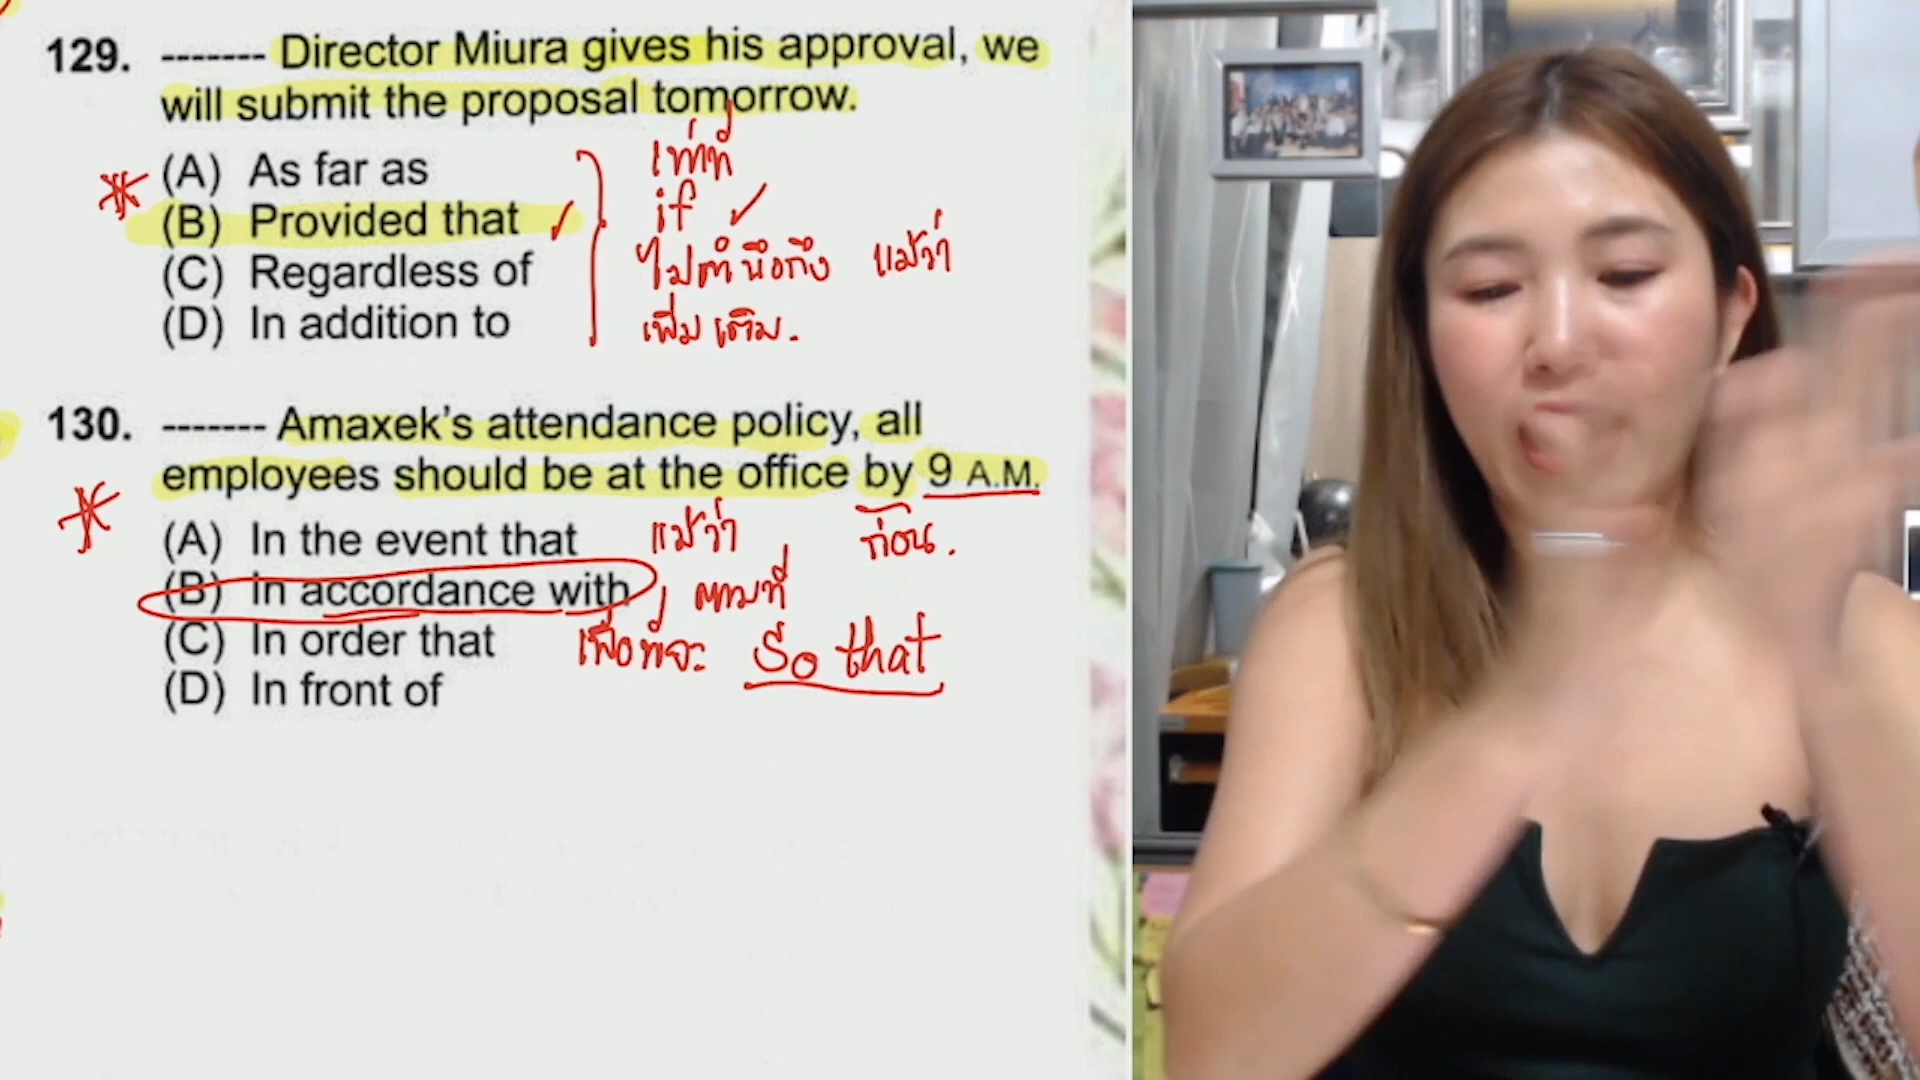 129. ------- Director Miura gives his approval, we
will submit the proposal tomorrow.
(A) As far as
(B) Provided that
(C) Regardless of
(D) In addition to
เท่าที่
if
ไม่คำนึงถึง แม้ว่า
เพิ่มเติม.
130. ------- Amaxek's attendance policy, all
employees should be at the office by 9 A.M.
(A) In the event that
(B) In accordance with
(C) In order that
(D) In front of
แม้ว่า ก่อน.
ตามที่
เพื่อที่จะ So that